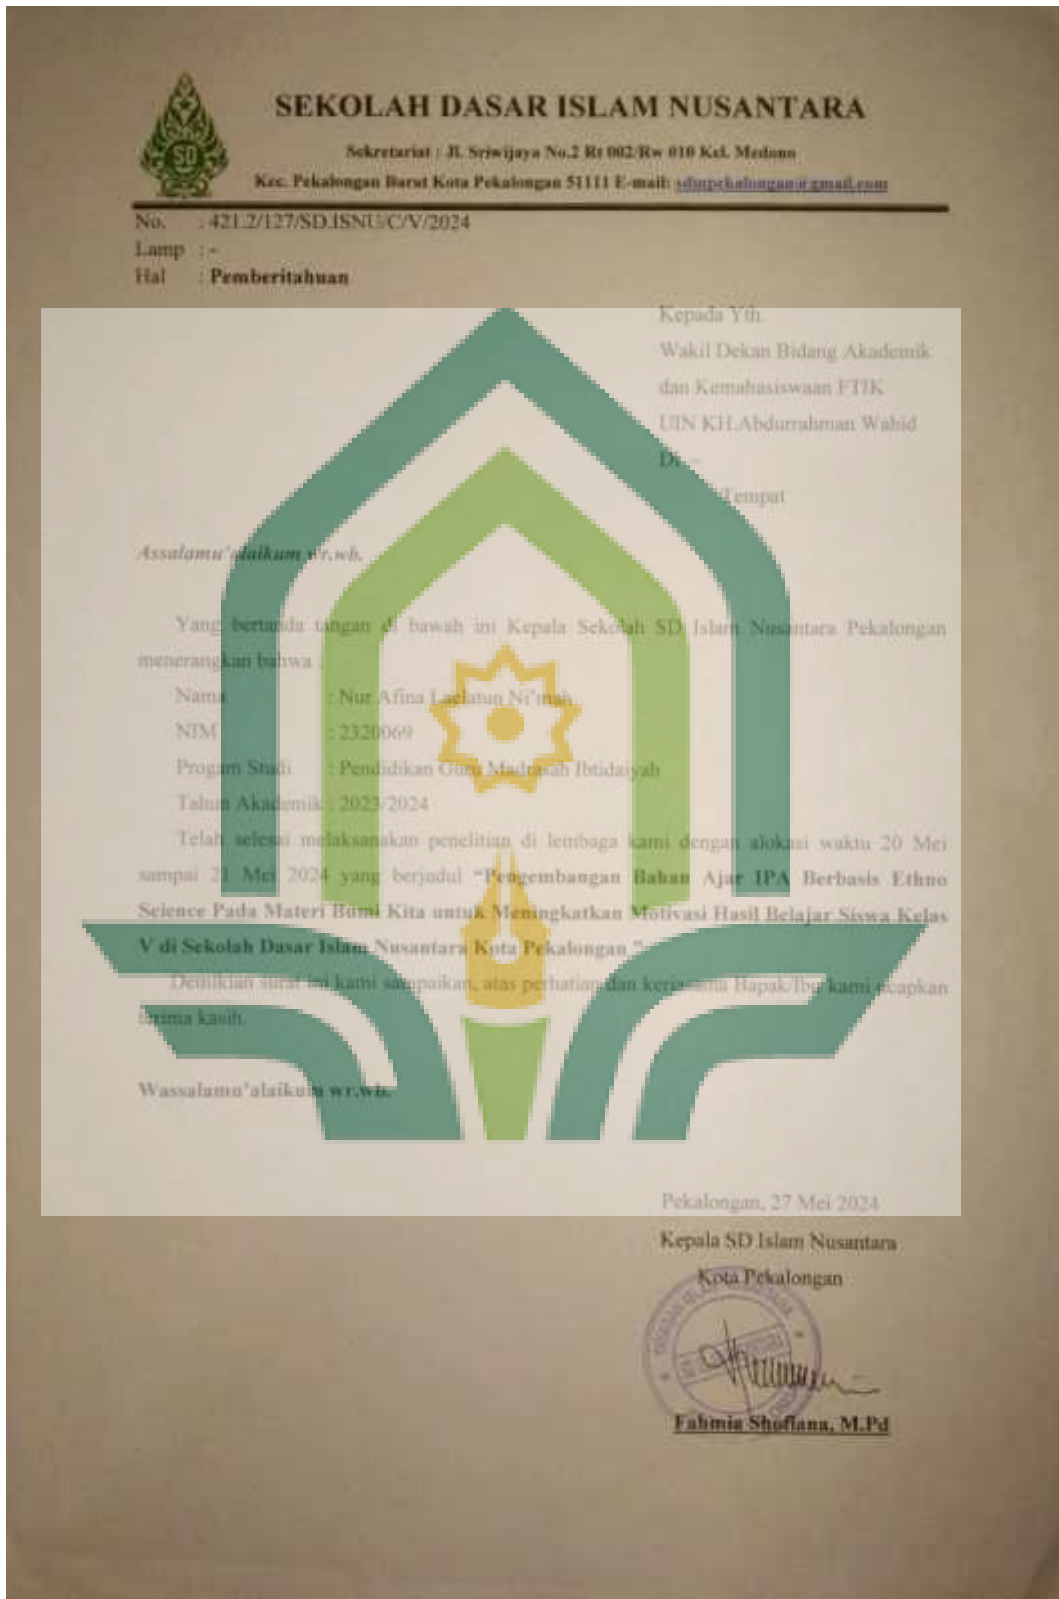 SD
SEKOLAH DASAR ISLAM NUSANTARA
Sekretariat : Jl. Sriwijaya No.2 Rt 002/Rw 010 Kel. Medono
Kec. Pekalongan Barat Kota Pekalongan 51111 E-mail: sdinpekalongan@gmail.com
No. : 421.2/127/SD.ISNU/C/V/2024
Lamp : -
Hal : Pemberitahuan
Kepada Yth.
Wakil Dekan Bidang Akademik
dan Kemahasiswaan FTIK
UIN KH.Abdurrahman Wahid
Di –
Tempat
Assalamu'alaikum wr.wb.
Yang bertanda tangan di bawah ini Kepala Sekolah SD Islam Nusantara Pekalongan
menerangkan bahwa :
Nama : Nur Afina Laelatun Ni'mah
NIM : 2320069
Progam Studi : Pendidikan Guru Madrasah Ibtidaiyah
Tahun Akademik : 2023/2024
Telah selesai melaksanakan penelitian di lembaga kami dengan alokasi waktu 20 Mei
sampai 21 Mei 2024 yang berjudul "Pengembangan Bahan Ajar IPA Berbasis Ethno
Science Pada Materi Bumi Kita untuk Meningkatkan Motivasi Hasil Belajar Siswa Kelas
V di Sekolah Dasar Islam Nusantara Kota Pekalongan."
Demikian surat ini kami sampaikan, atas perhatian dan kerjasama Bapak/Ibu kami ucapkan
terima kasih.
Wassalamu'alaikum wr.wb.
Pekalongan, 27 Mei 2024
Kepala SD Islam Nusantara
Kota Pekalongan
Fahmia Shofiana, M.Pd